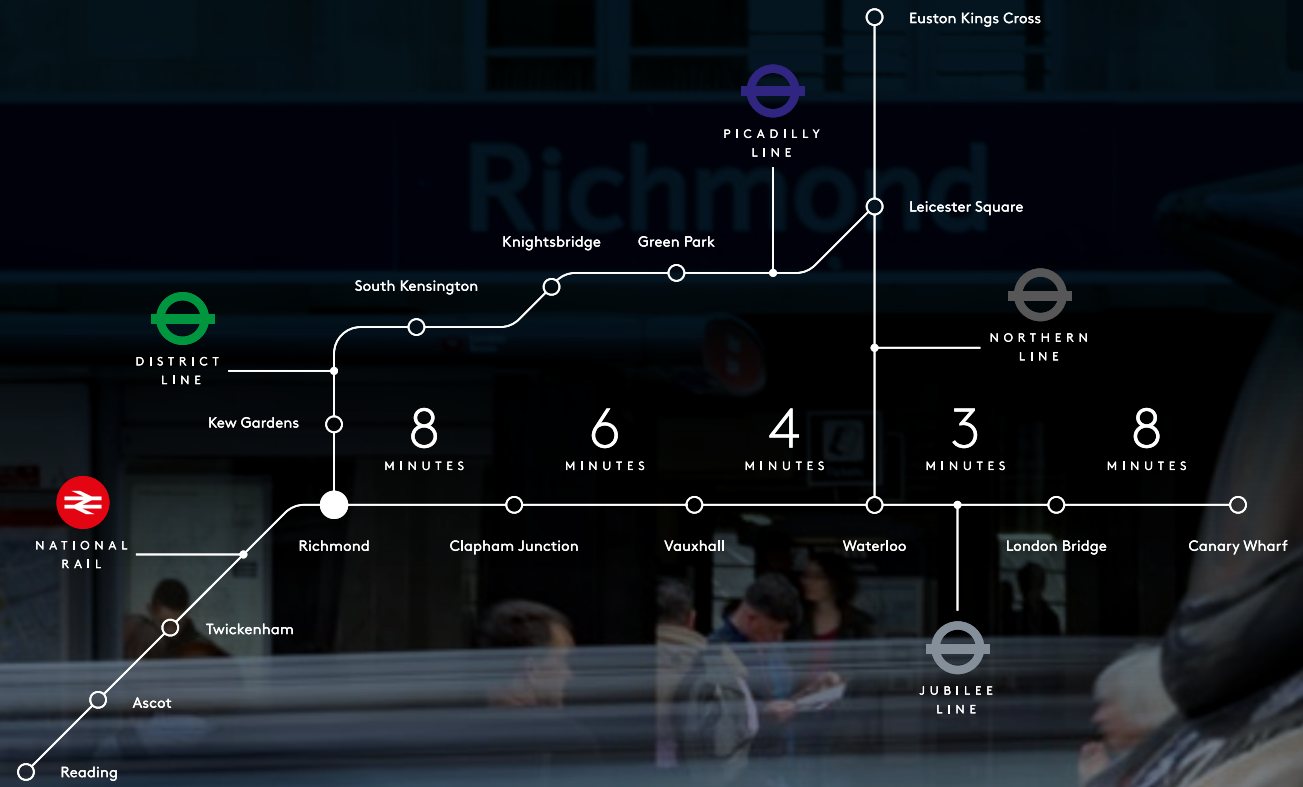 Euston Kings Cross
PICADILLY
LINE
Richmond
Leicester Square
Knightsbridge
Green Park
South Kensington
DISTRICT
LINE
NORTHERN
LINE
Kew Gardens
8
MINUTES
6
MINUTES
4
MINUTES
3
MINUTES
8
MINUTES
NATIONAL
RAIL
Richmond
Clapham Junction
Vauxhall
Waterloo
London Bridge
Canary Wharf
Twickenham
JUBILEE
LINE
Ascot
Reading